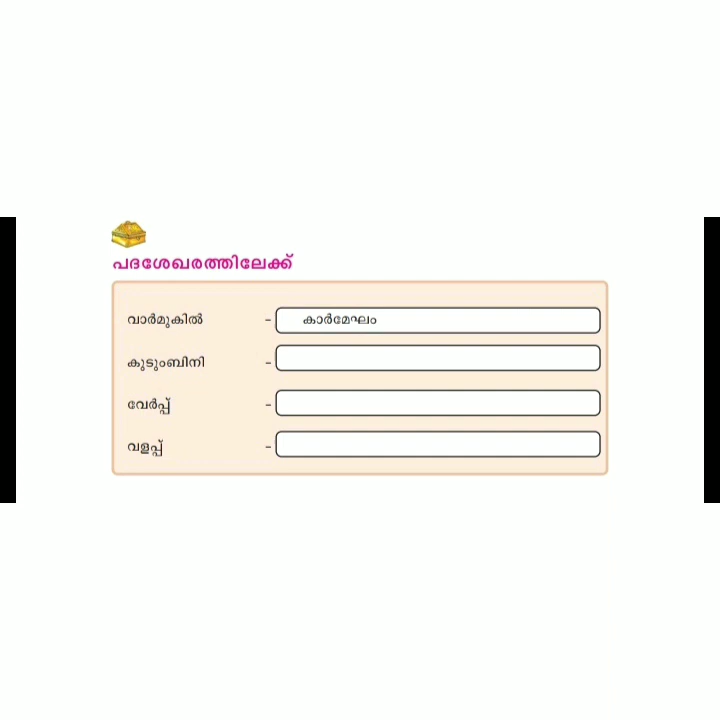 പദശേഖരത്തിലേക്ക്
വാർമുകിൽ - കാർമേഘം
കുടുംബിനി -
വേർപ്പ് -
വളപ്പ് -